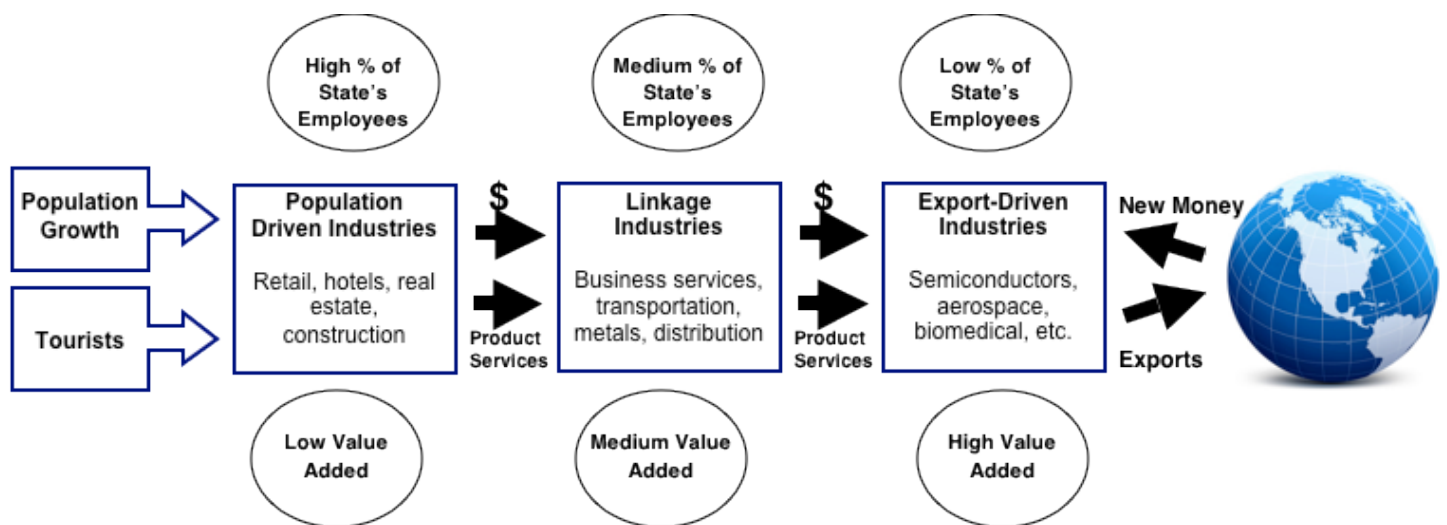 High % of
State's
Employees
Medium % of
State's
Employees
Low % of
State's
Employees
Population
Growth
Tourists
Population
Driven Industries
Retail, hotels, real
estate,
construction
$
Product
Services
Linkage
Industries
Business services,
transportation,
metals, distribution
$
Product
Services
Export-Driven
Industries
Semiconductors,
aerospace,
biomedical, etc.
New Money
Exports
Low Value
Added
Medium Value
Added
High Value
Added